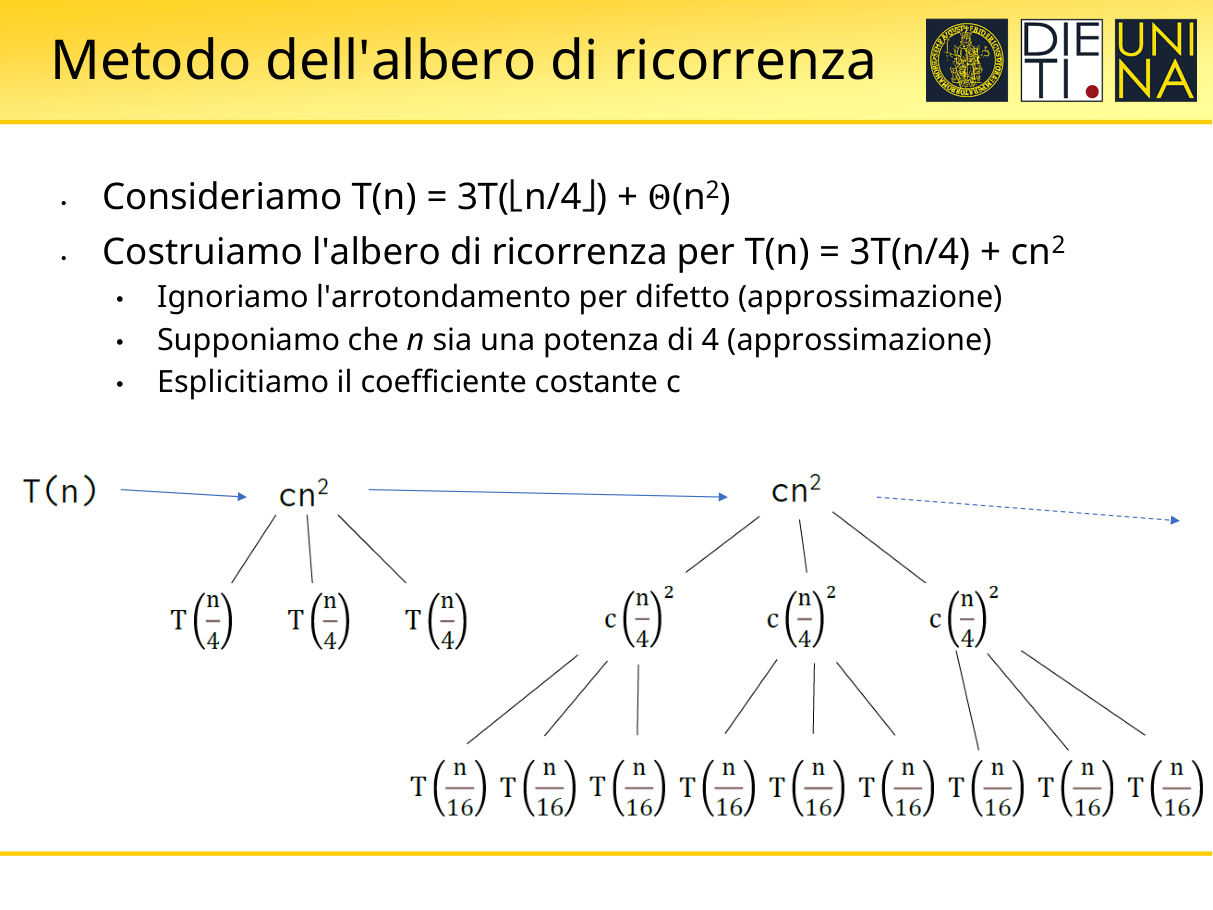 Metodo dell'albero di ricorrenza
DIE
TI.
UNI
NA
• Consideriamo T(n) = 3T(⌊n/4⌋) + Θ(n²)
• Costruiamo l'albero di ricorrenza per T(n) = 3T(n/4) + cn²
• Ignoriamo l'arrotondamento per difetto (approssimazione)
• Supponiamo che n sia una potenza di 4 (approssimazione)
• Esplicitiamo il coefficiente costante c
T(n) cn² cn²
T(n/4) T(n/4) T(n/4) c(n/4)² c(n/4)² c(n/4)²
T(n/16) T(n/16) T(n/16) T(n/16) T(n/16) T(n/16) T(n/16) T(n/16) T(n/16)